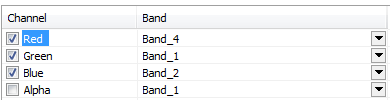 Channel Band
Red Band_4
Green Band_1
Blue Band_2
Alpha Band_1